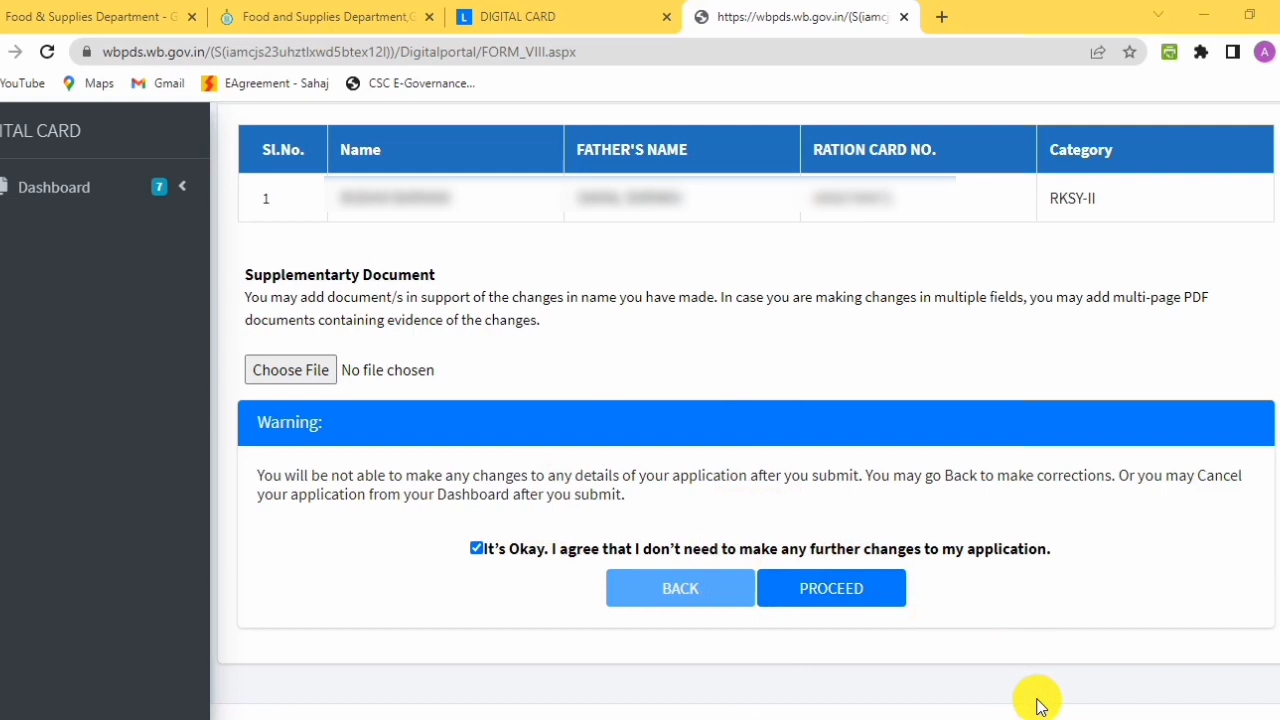 Food & Supplies Department - G
Food and Supplies Department,G
DIGITAL CARD
https://wbpds.wb.gov.in/(S(iamcj
wbpds.wb.gov.in/(S(iamcjs23uhztlxwd5btex12l))/Digitalportal/FORM_VIII.aspx
A
YouTube
Maps
Gmail
EAgreement - Sahaj
CSC E-Governance...
ITAL CARD
Dashboard
7
Sl.No.
Name
FATHER'S NAME
RATION CARD NO.
Category
1
RKSY-II
Supplementarty Document
You may add document/s in support of the changes in name you have made. In case you are making changes in multiple fields, you may add multi-page PDF
documents containing evidence of the changes.
Choose File No file chosen
Warning:
You will be not able to make any changes to any details of your application after you submit. You may go Back to make corrections. Or you may Cancel
your application from your Dashboard after you submit.
It's Okay. I agree that I don't need to make any further changes to my application.
BACK
PROCEED